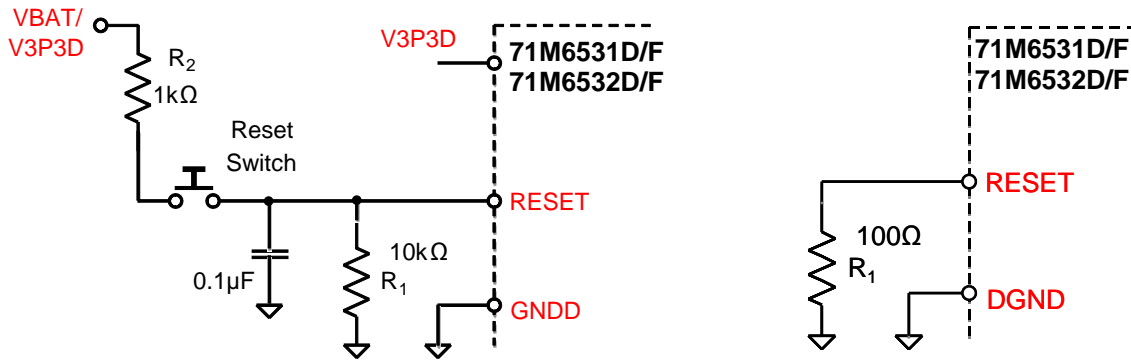 VBAT/
V3P3D
R2
1kΩ
Reset
Switch
0.1µF
10kΩ
R1
V3P3D
71M6531D/F
71M6532D/F
RESET
GNDD
100Ω
R1
71M6531D/F
71M6532D/F
RESET
DGND